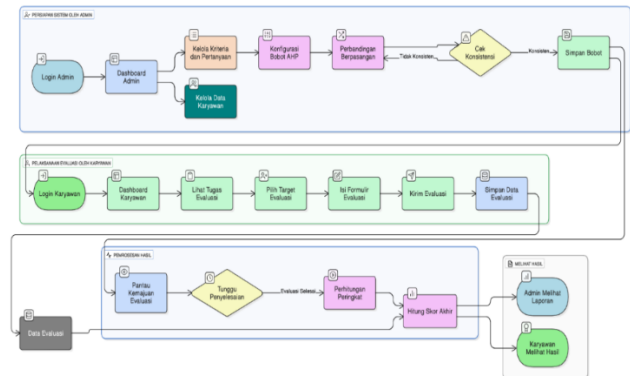 PERSIAPAN SISTEM OLEH ADMIN
Login Admin
Dashboard
Admin
Kelola Kriteria
dan Pertanyaan
Kelola Data
Karyawan
Konfigurasi
Bobot AHP
Perbandingan
Berpasangan
Tidak Konsisten
Cek
Konsistensi
Konsisten
Simpan Bobot
PELAKSANAAN EVALUASI OLEH KARYAWAN
Login Karyawan
Dashboard
Karyawan
Lihat Tugas
Evaluasi
Pilih Target
Evaluasi
Isi Formulir
Evaluasi
Kirim Evaluasi
Simpan Data
Evaluasi
PEMROSESAN HASIL
Pantau
Kemajuan
Evaluasi
Tunggu
Penyelesaian
Evaluasi Selesai
Perhitungan
Peringkat
Hitung Skor Akhir
Data Evaluasi
MELIHAT HASIL
Admin Melihat
Laporan
Karyawan
Melihat Hasil